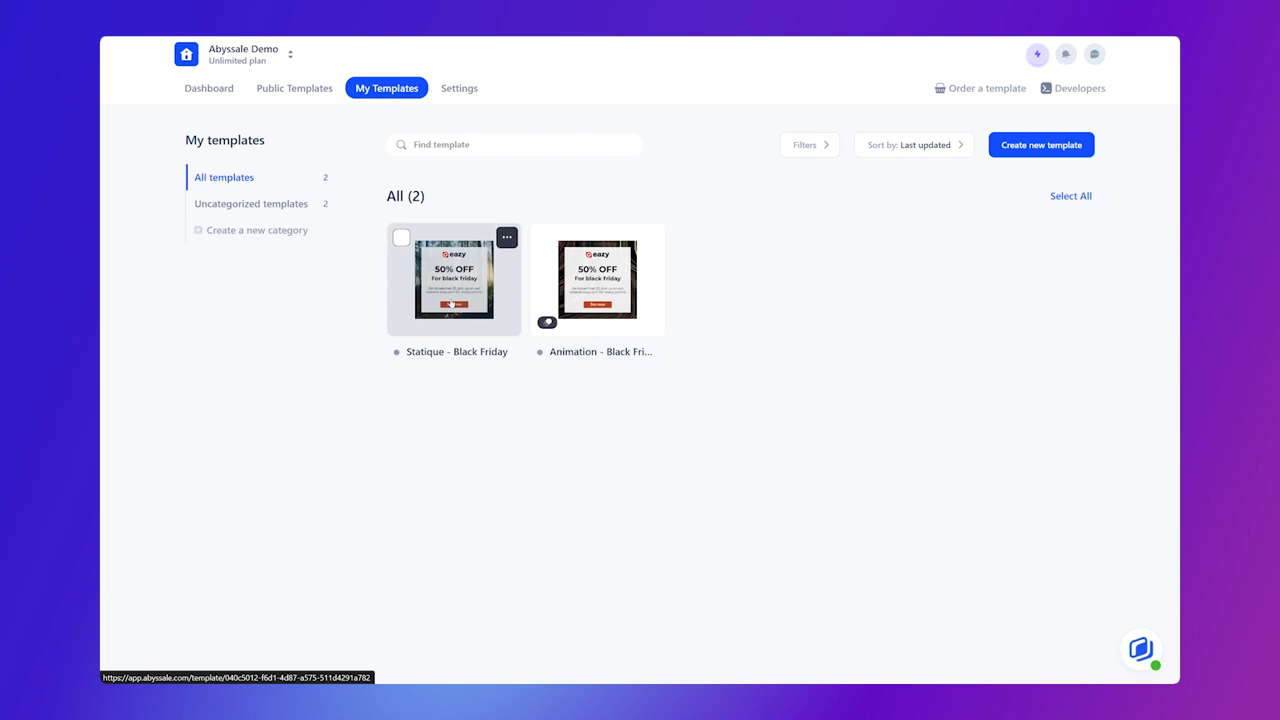 Abyssale Demo
Unlimited plan
Dashboard
Public Templates
My Templates
Settings
Order a template
Developers
My templates
Find template
Filters
Sort by: Last updated
Create new template
All templates 2
Uncategorized templates 2
Create a new category
All (2)
Select All
eazy
50% OFF
For black friday
eazy
50% OFF
For black friday
Statique - Black Friday
Animation - Black Fri...
https://app.abyssale.com/template/040c5012-f6d1-4d87-a575-511d4291a782